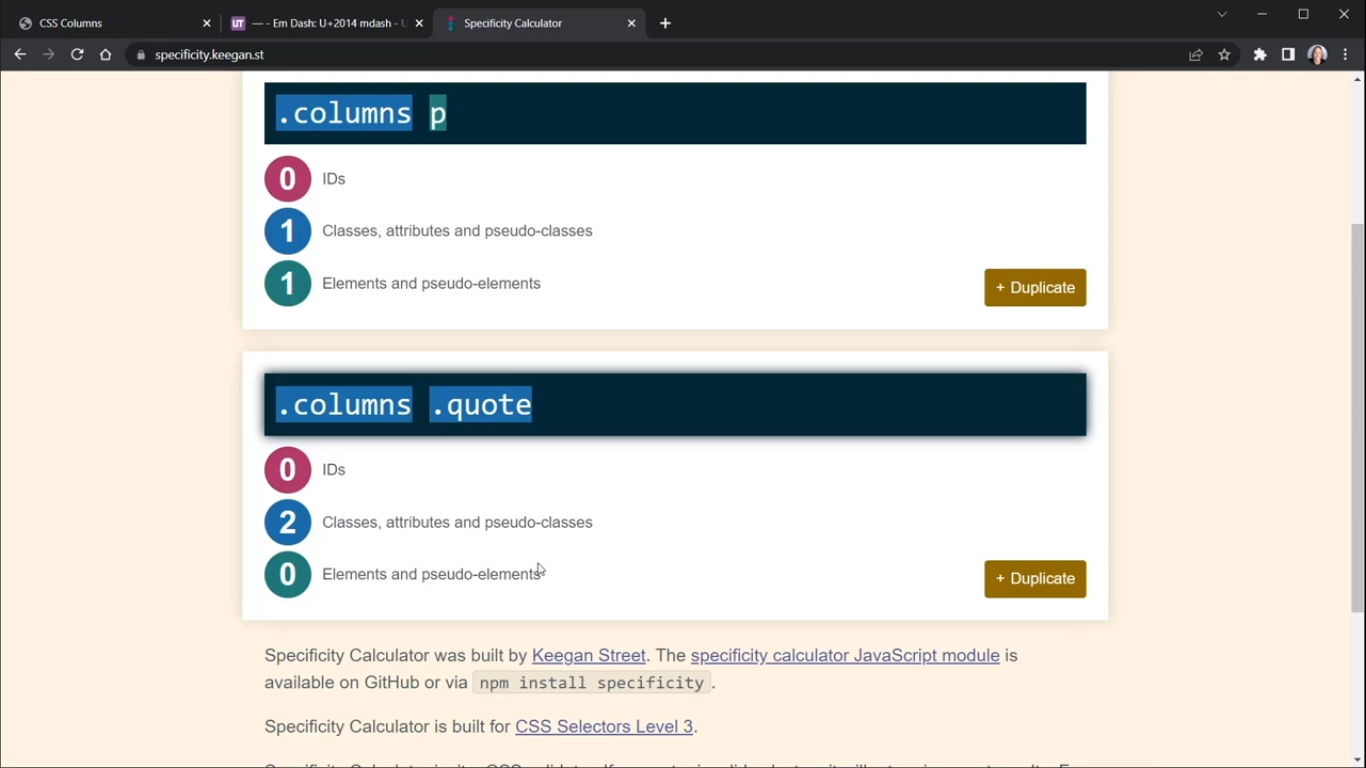 CSS Columns
UT — - Em Dash: U+2014 mdash - U
Specificity Calculator
specificity.keegan.st
.columns p
0 IDs
1 Classes, attributes and pseudo-classes
1 Elements and pseudo-elements
+ Duplicate
.columns .quote
0 IDs
2 Classes, attributes and pseudo-classes
0 Elements and pseudo-elements
+ Duplicate
Specificity Calculator was built by Keegan Street. The specificity calculator JavaScript module is
available on GitHub or via npm install specificity.
Specificity Calculator is built for CSS Selectors Level 3.